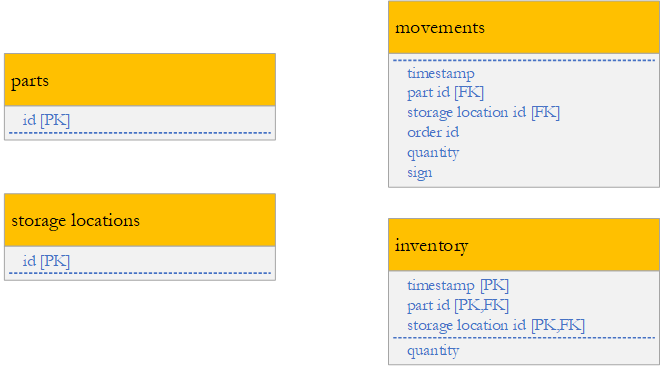 parts
id [PK]
storage locations
id [PK]
movements
timestamp
part id [FK]
storage location id [FK]
order id
quantity
sign
inventory
timestamp [PK]
part id [PK,FK]
storage location id [PK,FK]
quantity